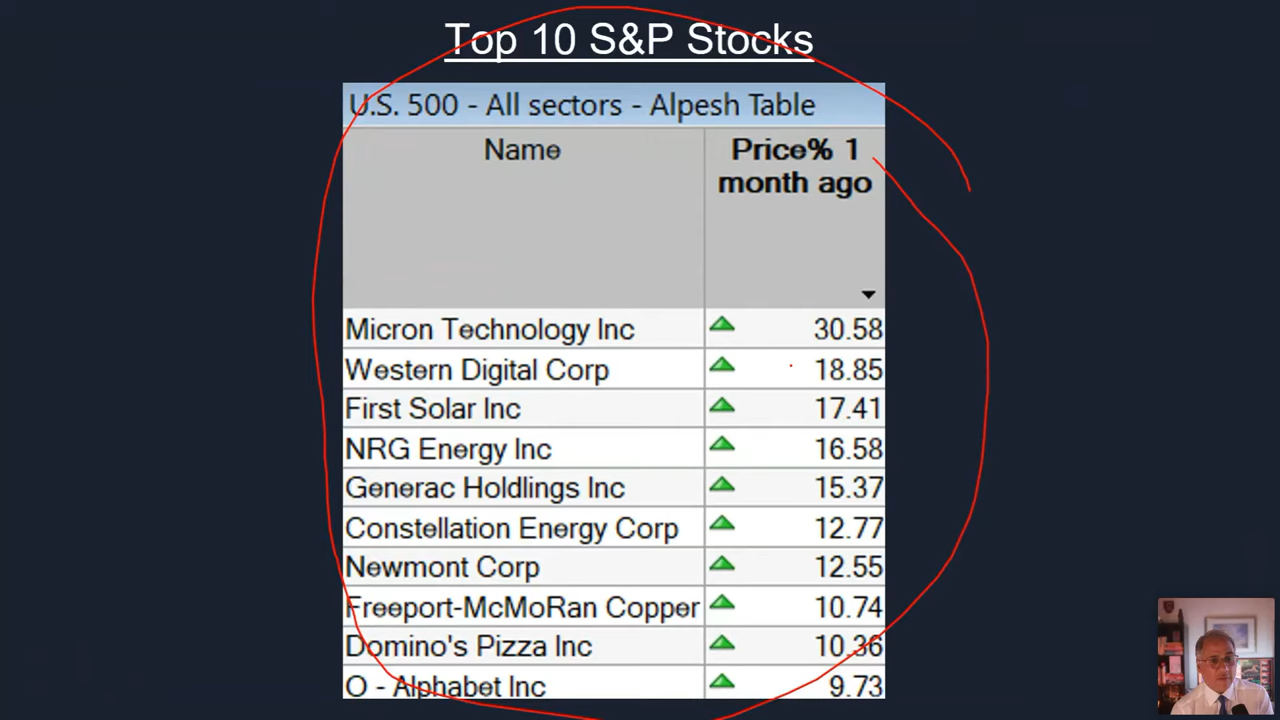 Top 10 S&P Stocks
U.S. 500 - All sectors - Alpesh Table
Name
Price% 1
month ago
Micron Technology Inc 30.58
Western Digital Corp 18.85
First Solar Inc 17.41
NRG Energy Inc 16.58
Generac Holdlings Inc 15.37
Constellation Energy Corp 12.77
Newmont Corp 12.55
Freeport-McMoRan Copper 10.74
Domino's Pizza Inc 10.36
O - Alphabet Inc 9.73